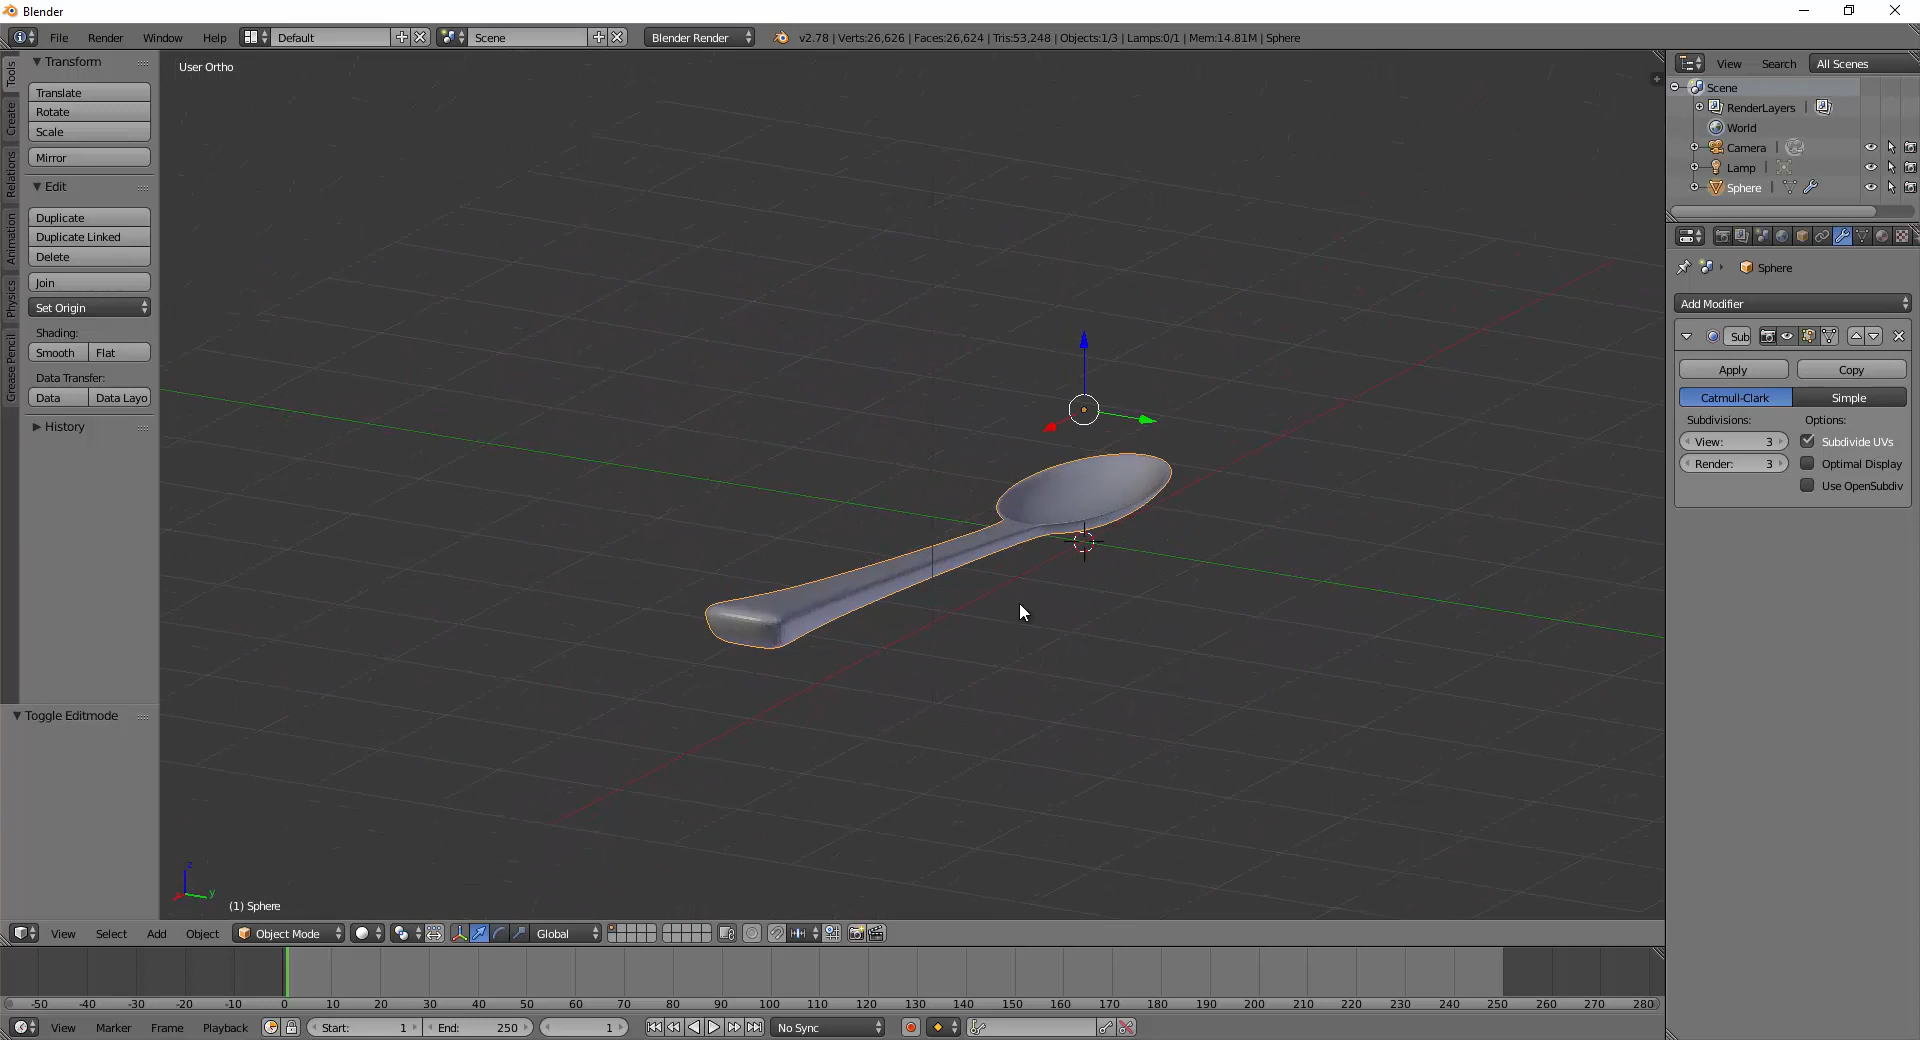 Blender
File Render Window Help Default Scene Blender Render v2.78 | Verts:26,626 | Faces:26,624 | Tris:53,248 | Objects:1/3 | Lamps:0/1 | Mem:14.81M | Sphere
Tools
Create
Relations
Animation
Physics
Grease Pencil
Transform
Translate
Rotate
Scale
Mirror
Edit
Duplicate
Duplicate Linked
Delete
Join
Set Origin
Shading:
Smooth Flat
Data Transfer:
Data Data Layo
History
Toggle Editmode
User Ortho
z
y
(1) Sphere
View Search All Scenes
Scene
RenderLayers |
World
Camera |
Lamp |
Sphere |
Sphere
Add Modifier
Sub
Apply Copy
Catmull-Clark Simple
Subdivisions: Options:
View: 3 Subdivide UVs
Render: 3 Optimal Display
Use OpenSubdiv
View Select Add Object Object Mode Global
-50 -40 -30 -20 -10 0 10 20 30 40 50 60 70 80 90 100 110 120 130 140 150 160 170 180 190 200 210 220 230 240 250 260 270 280
View Marker Frame Playback Start: 1 End: 250 1 No Sync